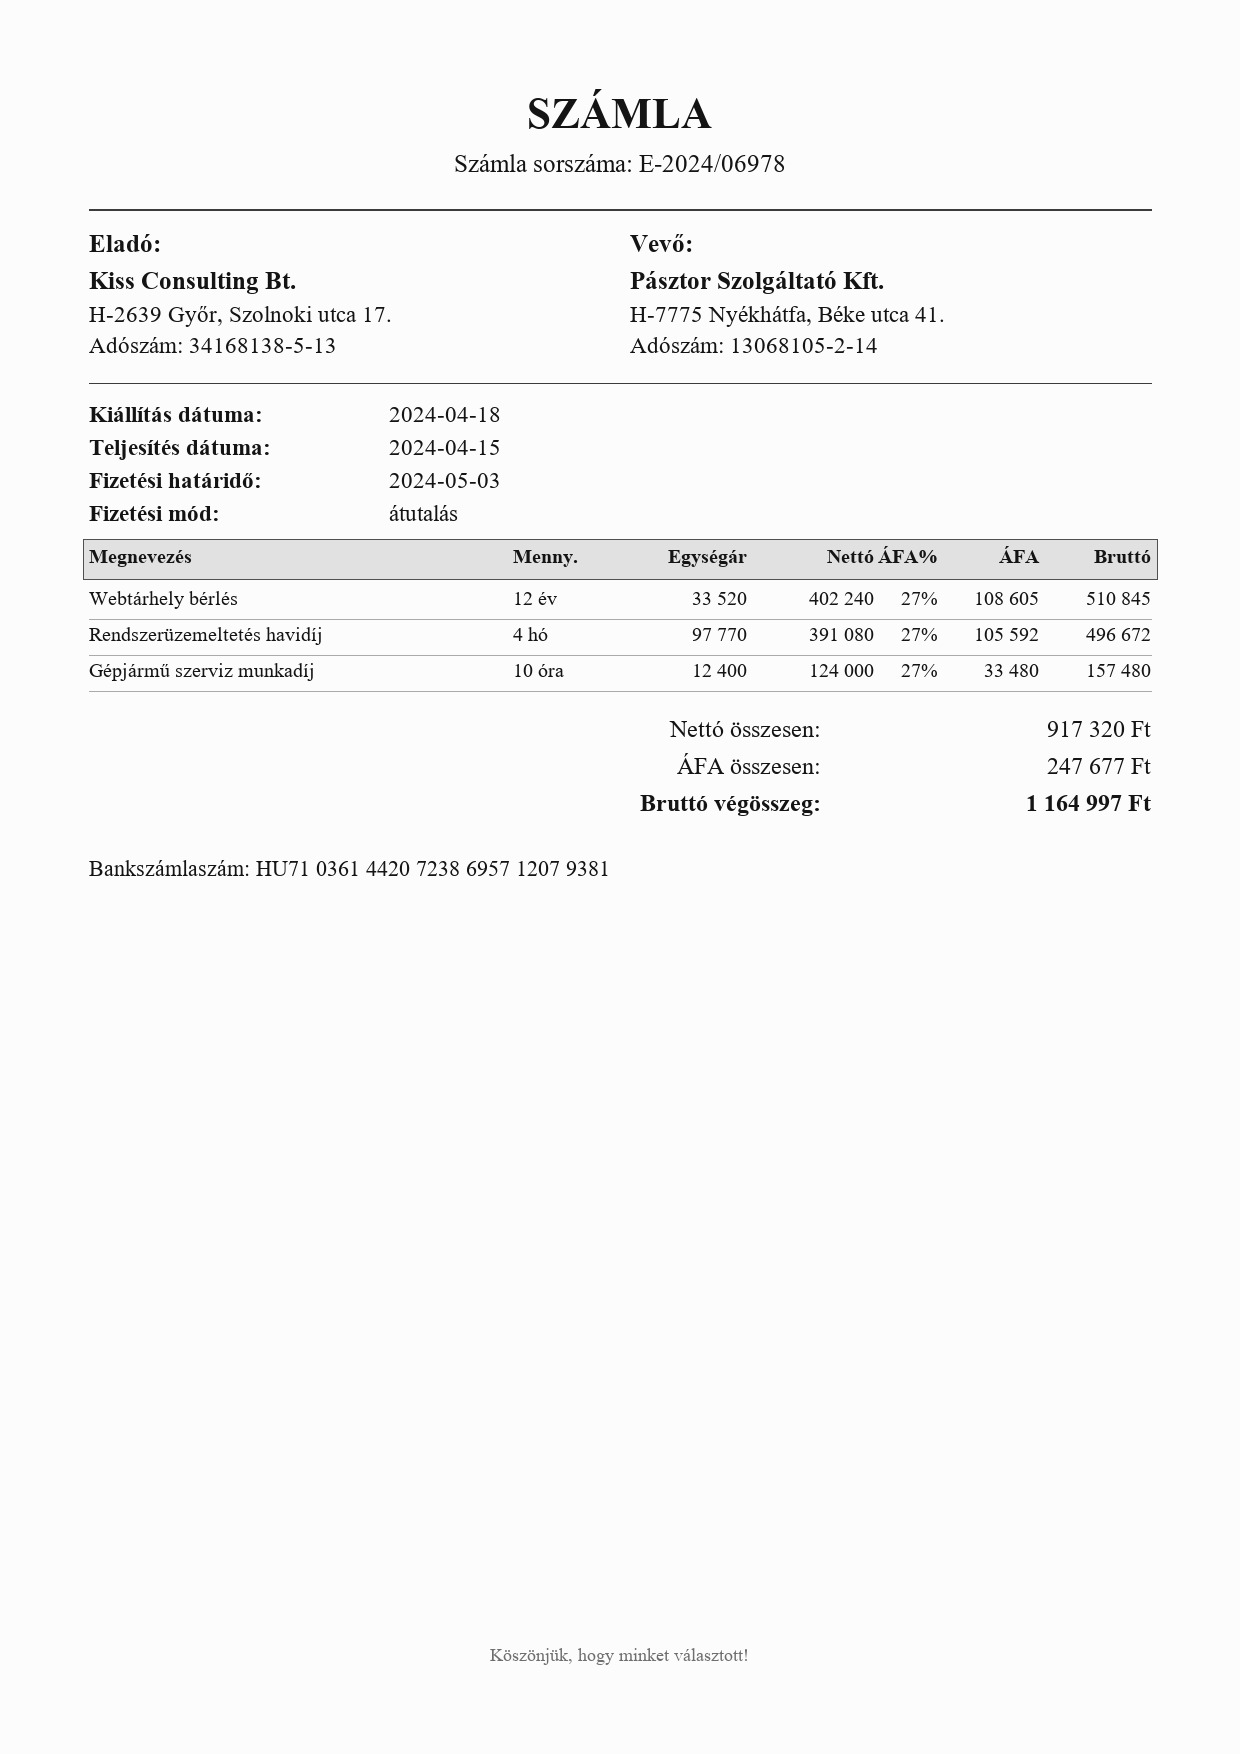 SZÁMLA
Számla sorszáma: E-2024/06978
Eladó:
Kiss Consulting Bt.
H-2639 Győr, Szolnoki utca 17.
Adószám: 34168138-5-13
Vevő:
Pásztor Szolgáltató Kft.
H-7775 Nyékhátfa, Béke utca 41.
Adószám: 13068105-2-14
Kiállítás dátuma: 2024-04-18
Teljesítés dátuma: 2024-04-15
Fizetési határidő: 2024-05-03
Fizetési mód: átutalás
Megnevezés Menny. Egységár Nettó ÁFA% ÁFA Bruttó
Webtárhely bérlés 12 év 33 520 402 240 27% 108 605 510 845
Rendszerüzemeltetés havidíj 4 hó 97 770 391 080 27% 105 592 496 672
Gépjármű szerviz munkadíj 10 óra 12 400 124 000 27% 33 480 157 480
Nettó összesen: 917 320 Ft
ÁFA összesen: 247 677 Ft
Bruttó végösszeg: 1 164 997 Ft
Bankszámlaszám: HU71 0361 4420 7238 6957 1207 9381
Köszönjük, hogy minket választott!